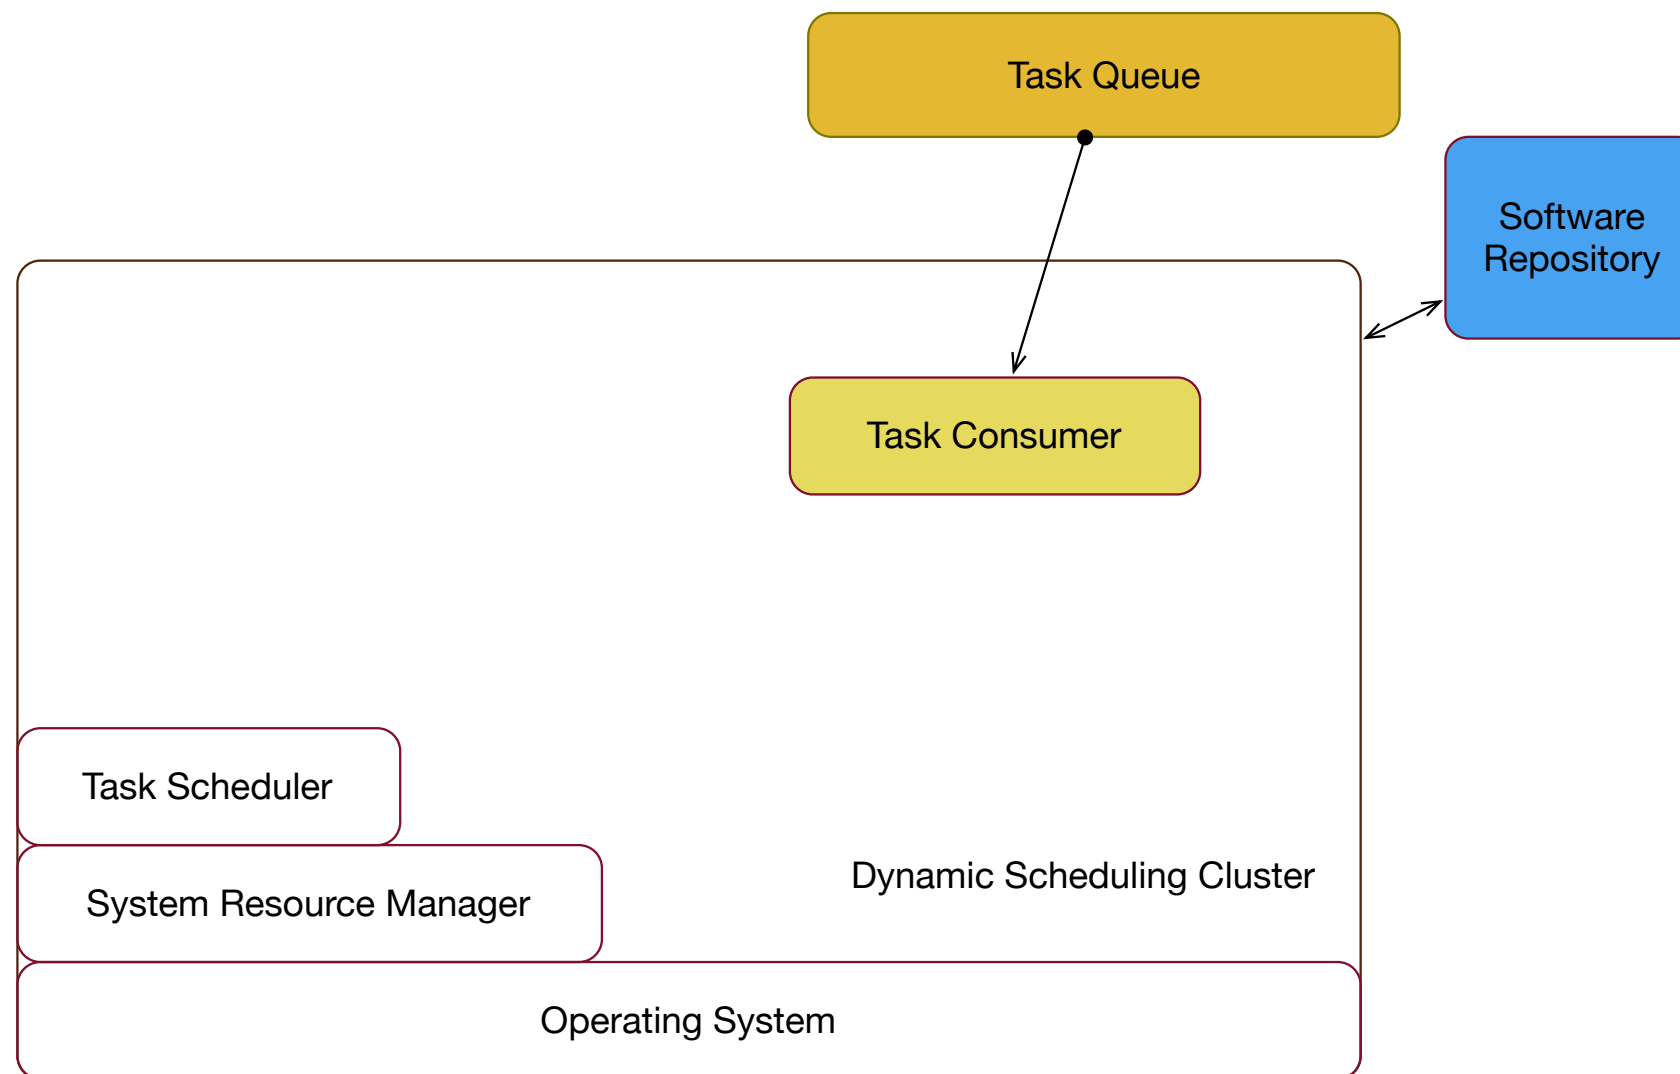 Task Queue
Software
Repository
Task Consumer
Task Scheduler
Dynamic Scheduling Cluster
System Resource Manager
Operating System